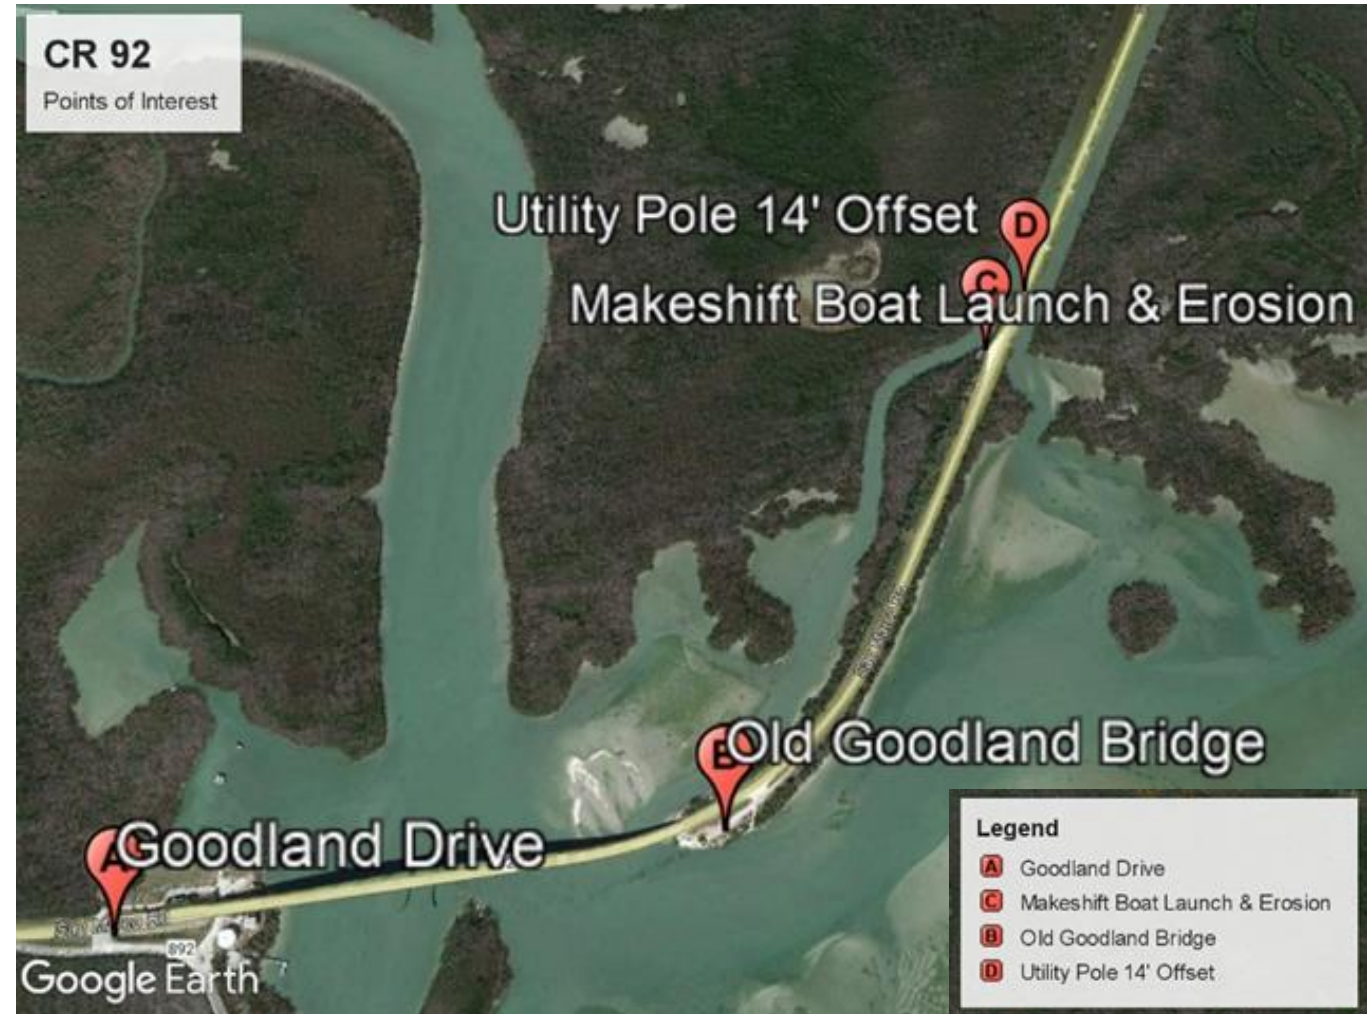 CR 92
Points of Interest
Utility Pole 14' Offset
D
C
Makeshift Boat Launch & Erosion
B
Old Goodland Bridge
A
Goodland Drive
892
Google Earth
Legend
A Goodland Drive
C Makeshift Boat Launch & Erosion
B Old Goodland Bridge
D Utility Pole 14' Offset